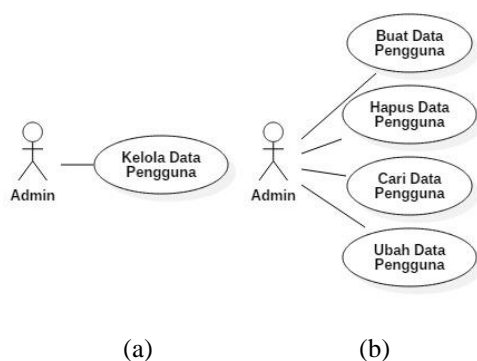 Admin
Kelola Data
Pengguna
(a)
Admin
Buat Data
Pengguna
Hapus Data
Pengguna
Cari Data
Pengguna
Ubah Data
Pengguna
(b)